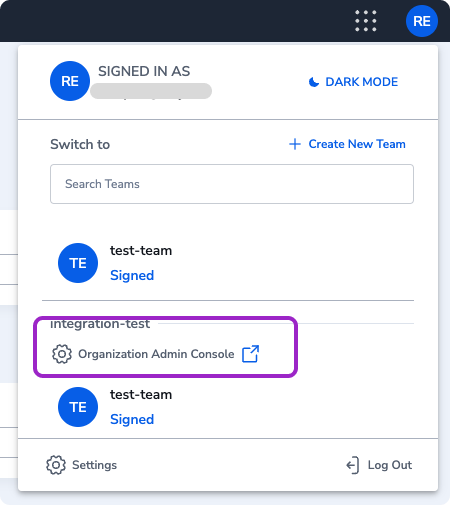 RE
RE
SIGNED IN AS
DARK MODE
Switch to
Create New Team
Search Teams
TE
test-team
Signed
integration-test
Organization Admin Console
TE
test-team
Signed
Settings
Log Out